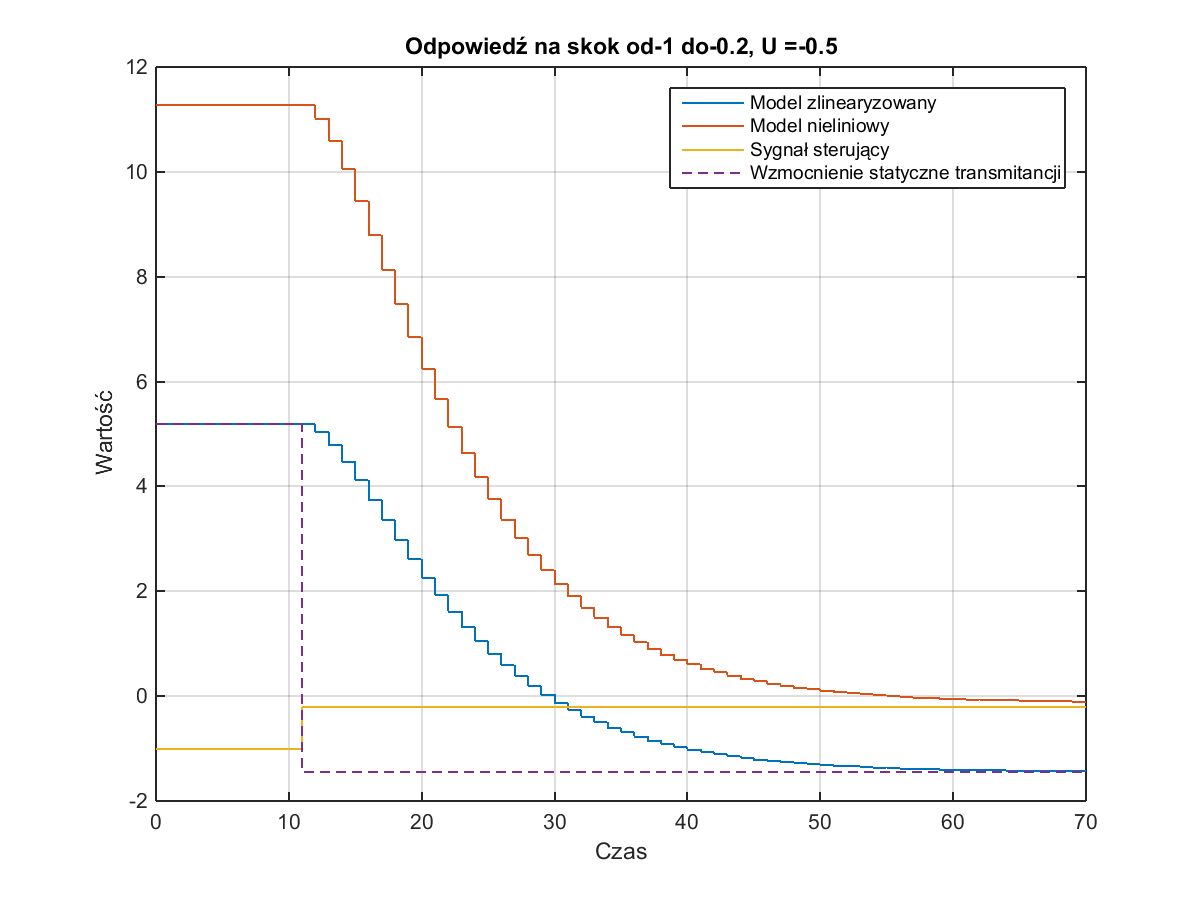 Odpowiedź na skok od-1 do-0.2, U =-0.5
Model zlinearyzowany
Model nieliniowy
Sygnał sterujący
Wzmocnienie statyczne transmitancji
12
10
8
6
4
2
0
-2
Wartość
0 10 20 30 40 50 60 70
Czas